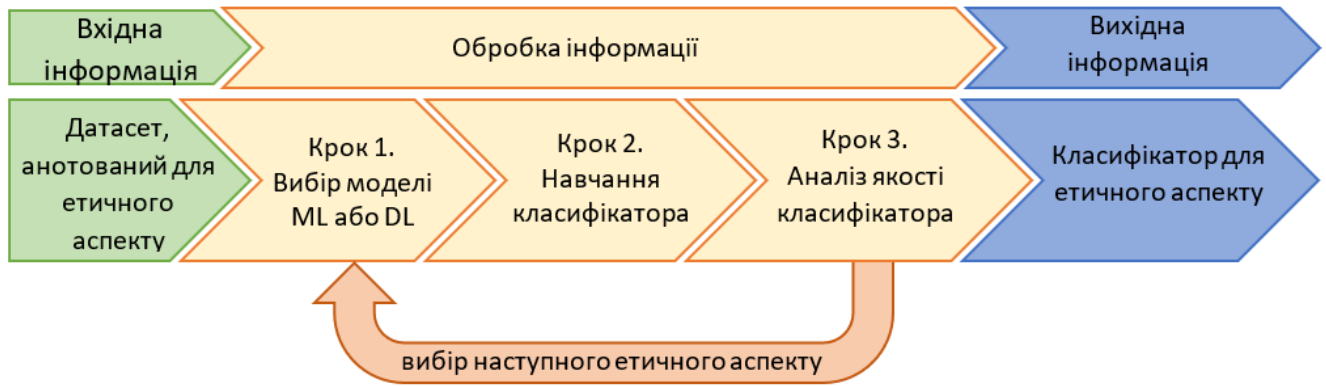 Вхідна
інформація
Обробка інформації
Вихідна
інформація
Датасет,
анотований для
етичного
аспекту
Крок 1.
Вибір моделі
ML або DL
Крок 2.
Навчання
класифікатора
Крок 3.
Аналіз якості
класифікатора
Класифікатор для
етичного аспекту
вибір наступного етичного аспекту